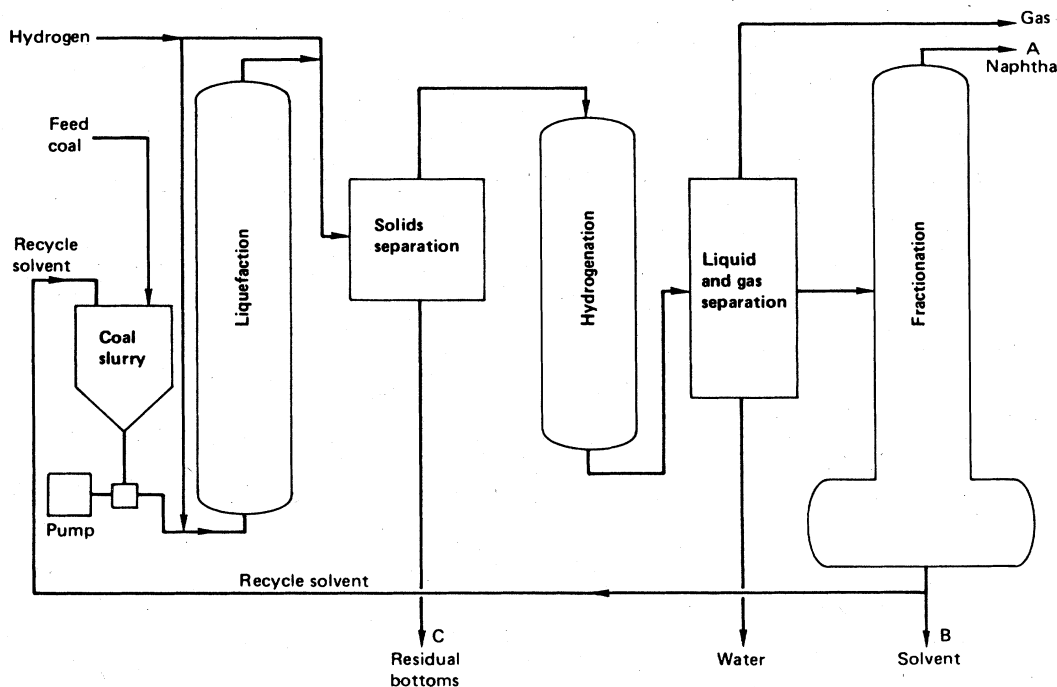 Gas
A
Naphtha
Hydrogen
Feed
coal
Recycle
solvent
Coal
slurry
Pump
Liquefaction
Solids
separation
Hydrogenation
Liquid
and gas
separation
Fractionation
Recycle solvent
C
Residual
bottoms
Water
B
Solvent